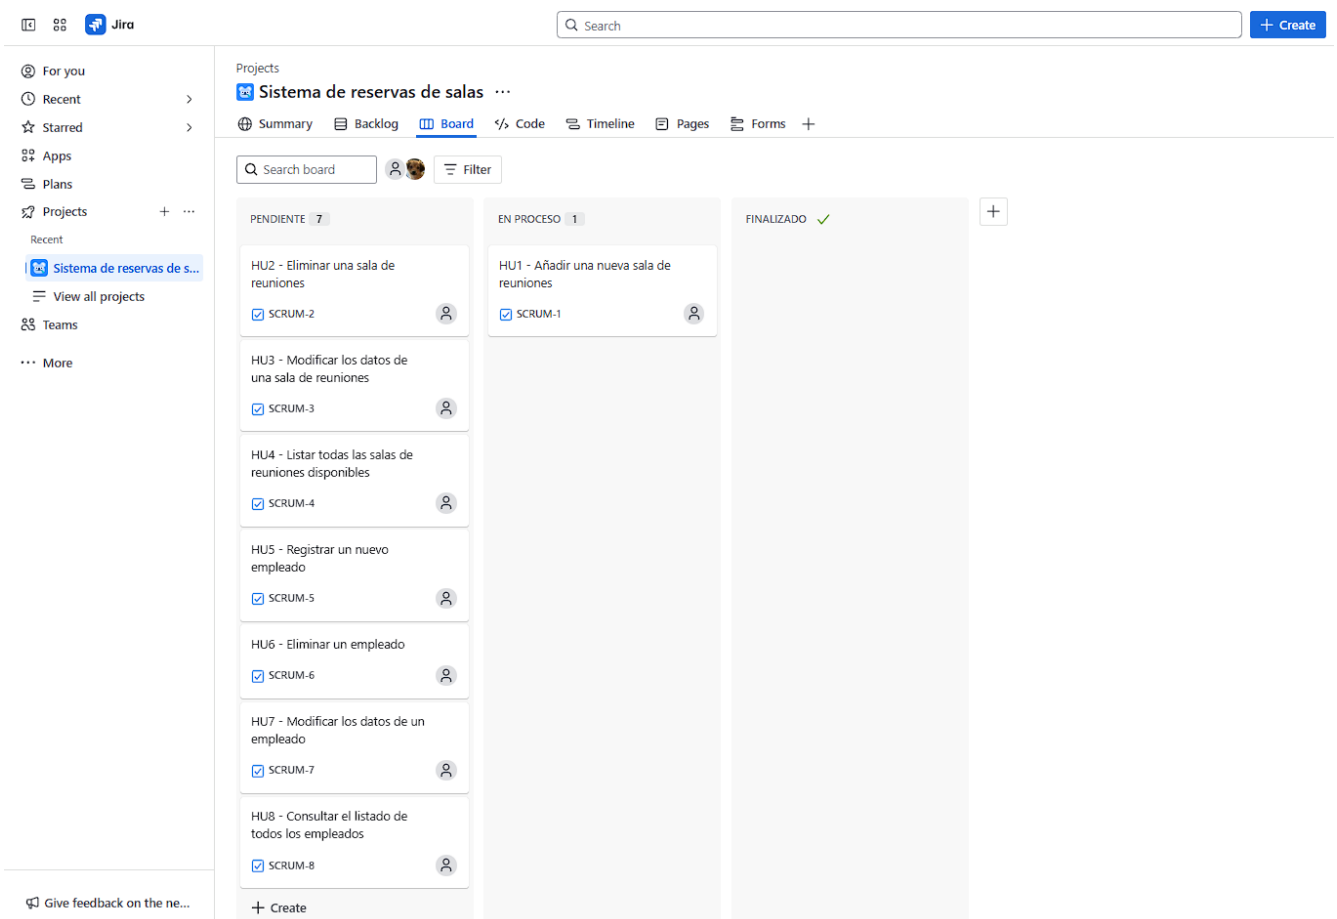 Jira
Search
Create
For you
Recent
Starred
Apps
Plans
Projects
Recent
Sistema de reservas de s...
View all projects
Teams
More
Give feedback on the ne...
Projects
Sistema de reservas de salas
Summary
Backlog
Board
Code
Timeline
Pages
Forms
Search board
Filter
PENDIENTE 7
HU2 - Eliminar una sala de
reuniones
SCRUM-2
HU3 - Modificar los datos de
una sala de reuniones
SCRUM-3
HU4 - Listar todas las salas de
reuniones disponibles
SCRUM-4
HU5 - Registrar un nuevo
empleado
SCRUM-5
HU6 - Eliminar un empleado
SCRUM-6
HU7 - Modificar los datos de un
empleado
SCRUM-7
HU8 - Consultar el listado de
todos los empleados
SCRUM-8
Create
EN PROCESO 1
HU1 - Añadir una nueva sala de
reuniones
SCRUM-1
FINALIZADO